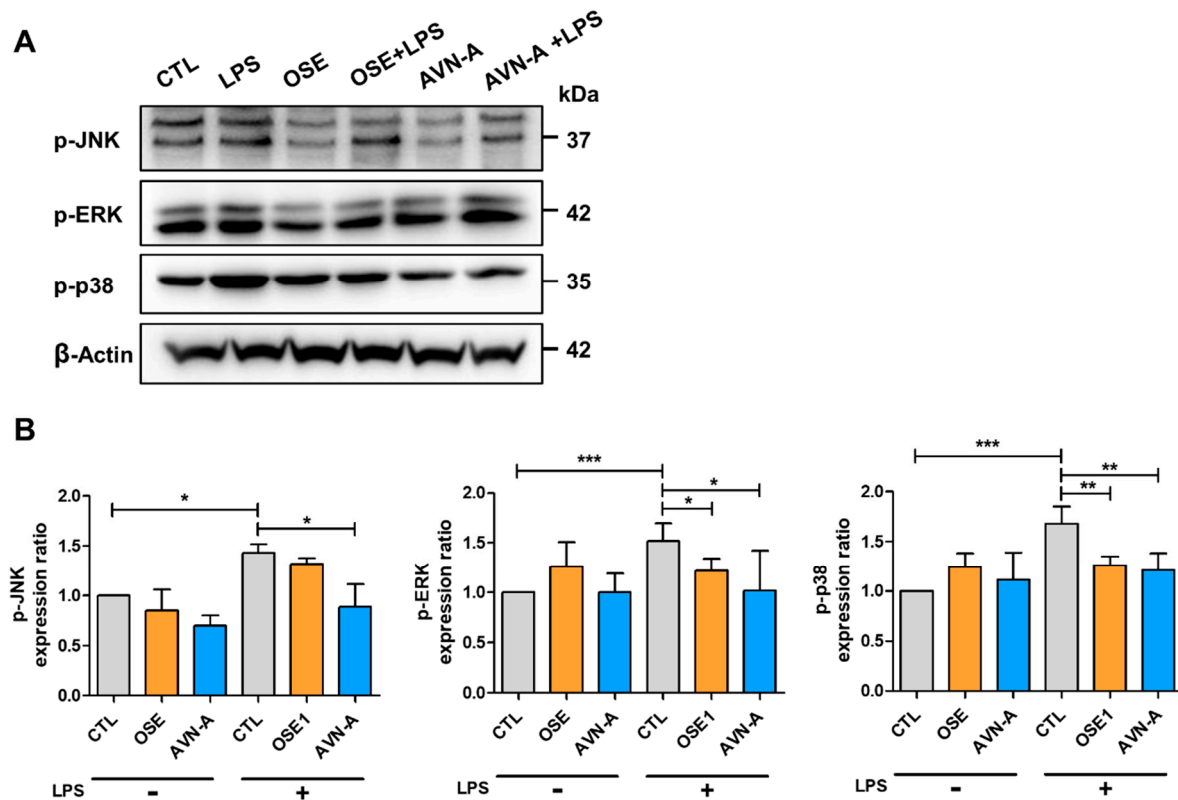 A
CTL LPS OSE OSE+LPS AVN-A AVN-A +LPS
kDa
p-JNK 37
p-ERK 42
p-p38 35
β-Actin 42
B
* *
2.0
1.5
1.0
0.5
0.0
p-JNK
expression ratio
CTL OSE AVN-A CTL OSE1 AVN-A
LPS - +
*** * *
2.0
1.5
1.0
0.5
0.0
p-ERK
expression ratio
CTL OSE AVN-A CTL OSE1 AVN-A
LPS - +
*** ** **
2.0
1.5
1.0
0.5
0.0
p-p38
expression ratio
CTL OSE AVN-A CTL OSE1 AVN-A
LPS - +